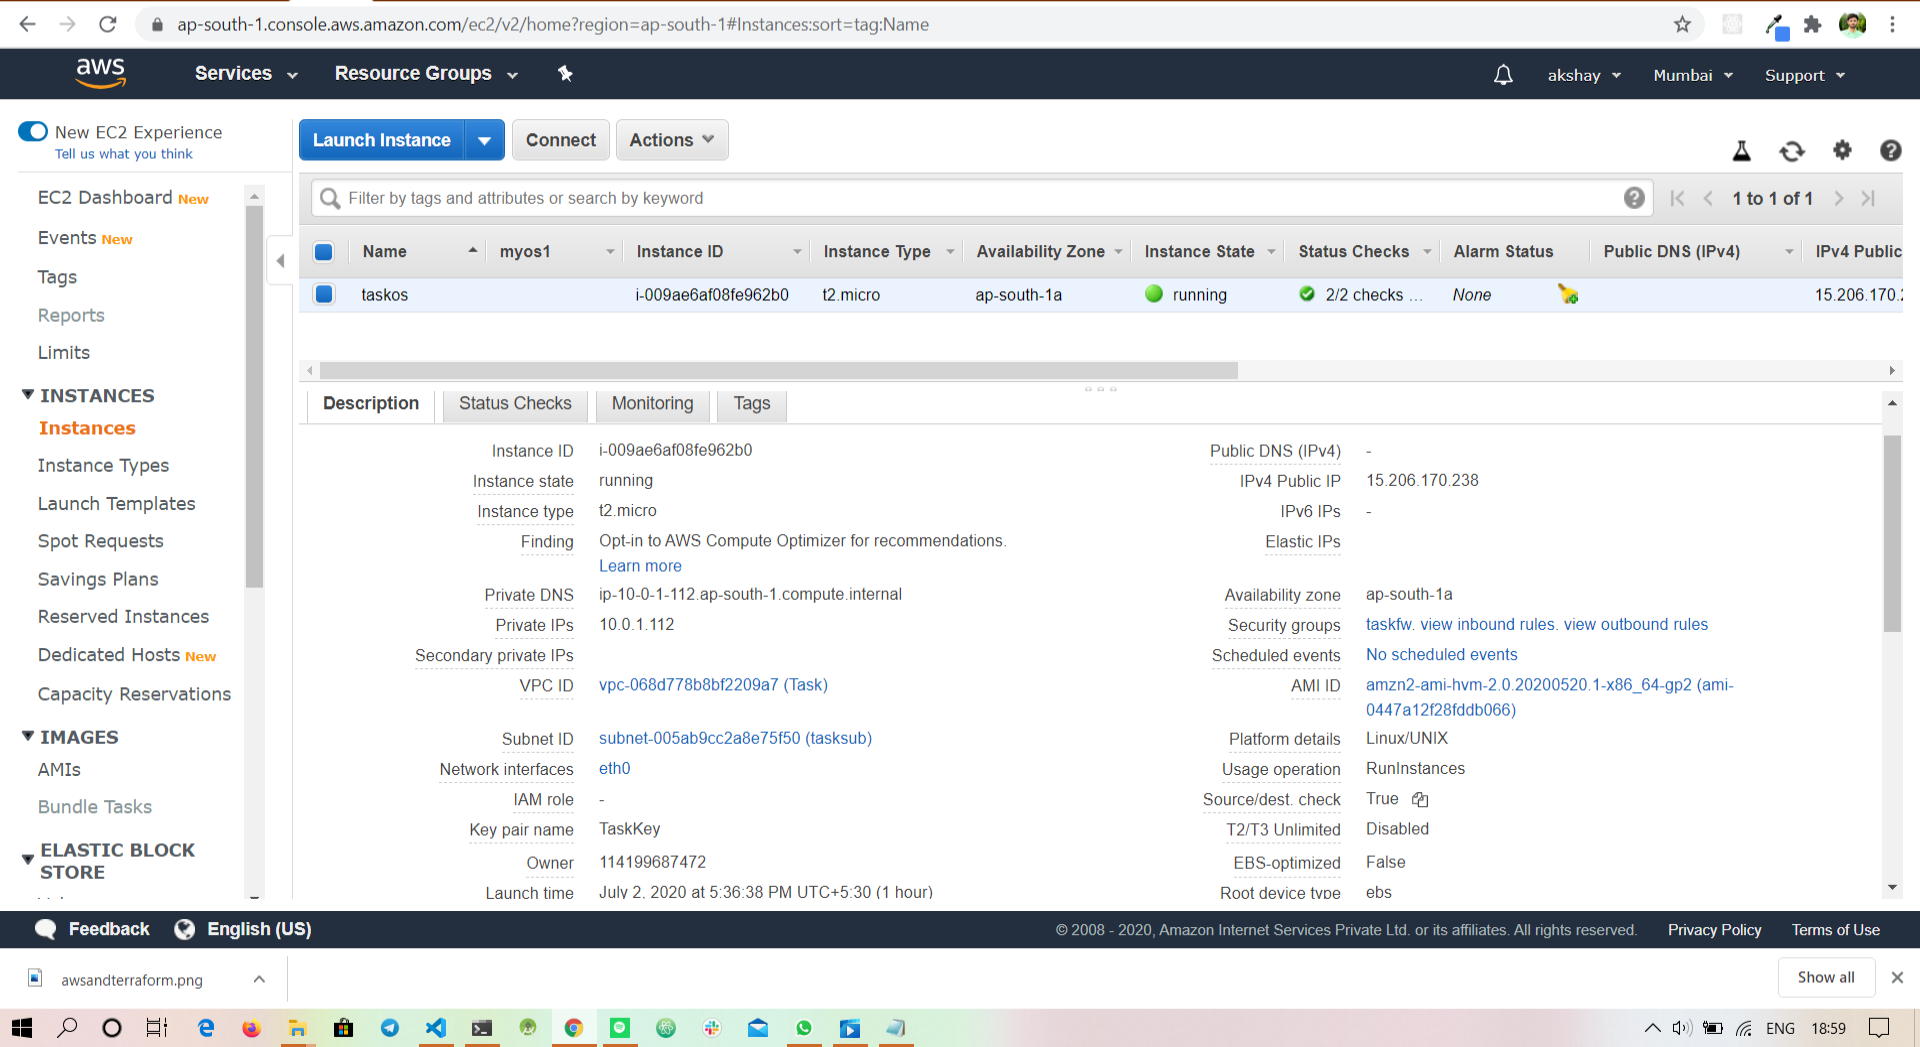 ap-south-1.console.aws.amazon.com/ec2/v2/home?region=ap-south-1#Instances:sort=tag:Name
aws
Services
Resource Groups
akshay
Mumbai
Support
New EC2 Experience
Tell us what you think
EC2 Dashboard New
Events New
Tags
Reports
Limits
INSTANCES
Instances
Instance Types
Launch Templates
Spot Requests
Savings Plans
Reserved Instances
Dedicated Hosts New
Capacity Reservations
IMAGES
AMIs
Bundle Tasks
ELASTIC BLOCK
STORE
Launch Instance
Connect
Actions
Filter by tags and attributes or search by keyword
1 to 1 of 1
Name myos1 Instance ID Instance Type Availability Zone Instance State Status Checks Alarm Status Public DNS (IPv4) IPv4 Public
taskos i-009ae6af08fe962b0 t2.micro ap-south-1a running 2/2 checks ... None 15.206.170.
Description Status Checks Monitoring Tags
Instance ID i-009ae6af08fe962b0
Instance state running
Instance type t2.micro
Finding Opt-in to AWS Compute Optimizer for recommendations.
Learn more
Private DNS ip-10-0-1-112.ap-south-1.compute.internal
Private IPs 10.0.1.112
Secondary private IPs
VPC ID vpc-068d778b8bf2209a7 (Task)
Subnet ID subnet-005ab9cc2a8e75f50 (tasksub)
Network interfaces eth0
IAM role -
Key pair name TaskKey
Owner 114199687472
Launch time July 2, 2020 at 5:36:38 PM UTC+5:30 (1 hour)
Public DNS (IPv4) -
IPv4 Public IP 15.206.170.238
IPv6 IPs -
Elastic IPs
Availability zone ap-south-1a
Security groups taskfw. view inbound rules. view outbound rules
Scheduled events No scheduled events
AMI ID amzn2-ami-hvm-2.0.20200520.1-x86_64-gp2 (ami-
0447a12f28fddb066)
Platform details Linux/UNIX
Usage operation RunInstances
Source/dest. check True
T2/T3 Unlimited Disabled
EBS-optimized False
Root device type ebs
Feedback
English (US)
© 2008 - 2020, Amazon Internet Services Private Ltd. or its affiliates. All rights reserved.
Privacy Policy
Terms of Use
awsandterraform.png
Show all
ENG
18:59